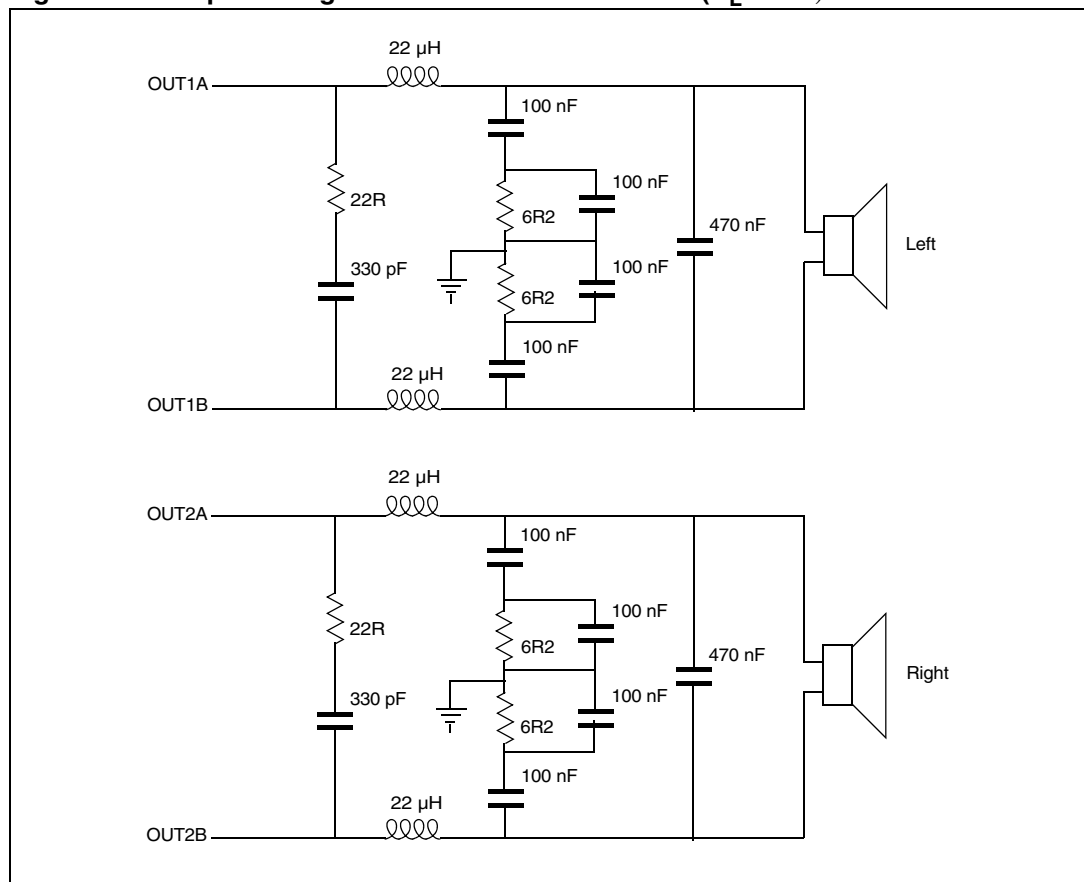 22 µH
OUT1A
100 nF
100 nF
22R
6R2
470 nF
Left
330 pF
100 nF
6R2
100 nF
22 µH
OUT1B
22 µH
OUT2A
100 nF
100 nF
22R
6R2
470 nF
Right
330 pF
100 nF
6R2
100 nF
22 µH
OUT2B